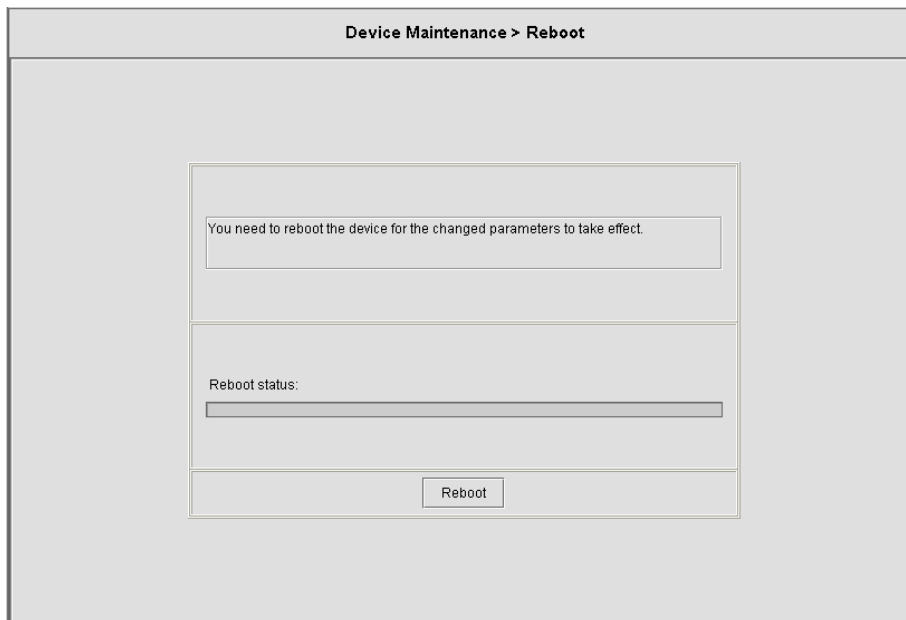 Device Maintenance > Reboot
You need to reboot the device for the changed parameters to take effect.
Reboot status:
Reboot